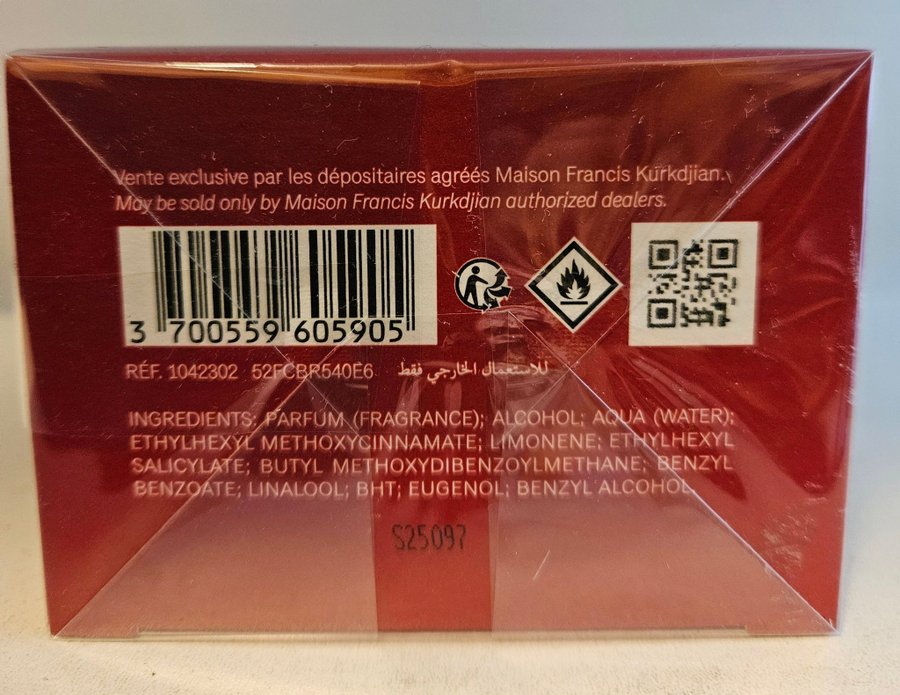 Vente exclusive par les dépositaires agréés Maison Francis Kurkdjian.
May be sold only by Maison Francis Kurkdjian authorized dealers.
3 700559 605905
RÉF. 1042302 52FCBR540E6 للاستعمال الخارجي فقط
INGREDIENTS: PARFUM (FRAGRANCE); ALCOHOL; AQUA (WATER);
ETHYLHEXYL METHOXYCINNAMATE; LIMONENE; ETHYLHEXYL
SALICYLATE; BUTYL METHOXYDIBENZOYLMETHANE; BENZYL
BENZOATE; LINALOOL; BHT; EUGENOL; BENZYL ALCOHOL
S25097